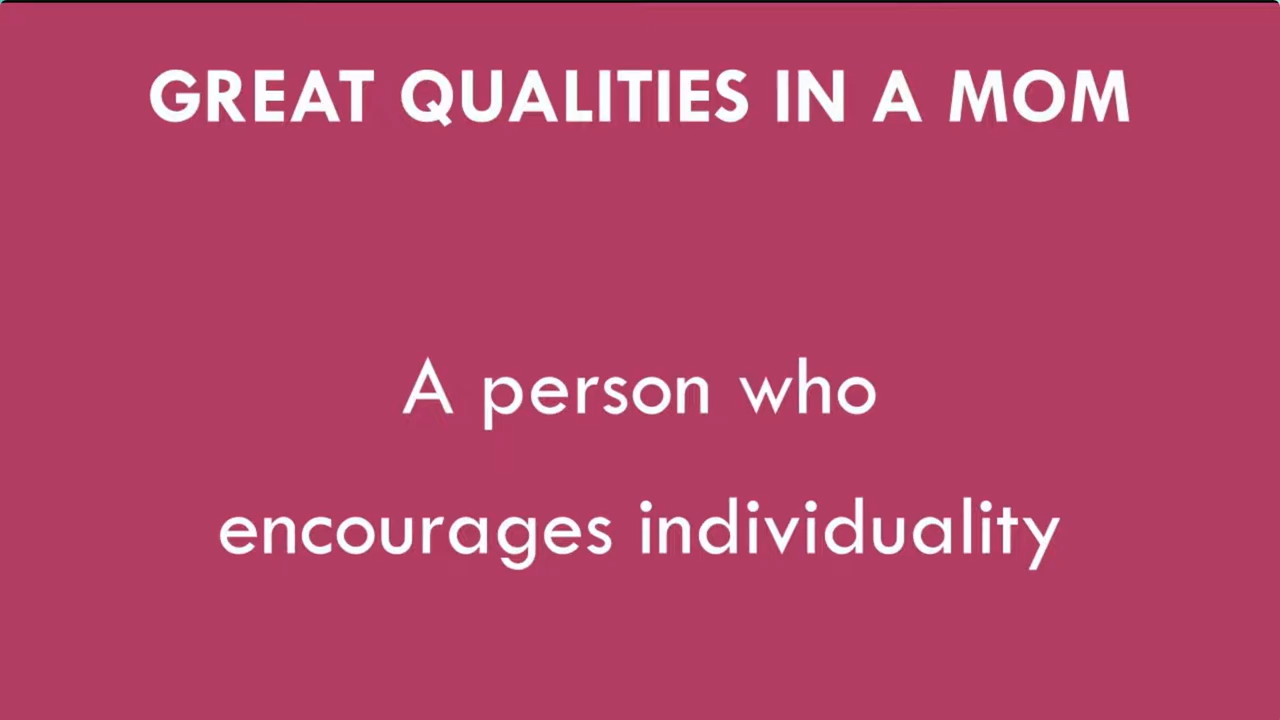 GREAT QUALITIES IN A MOM
A person who
encourages individuality